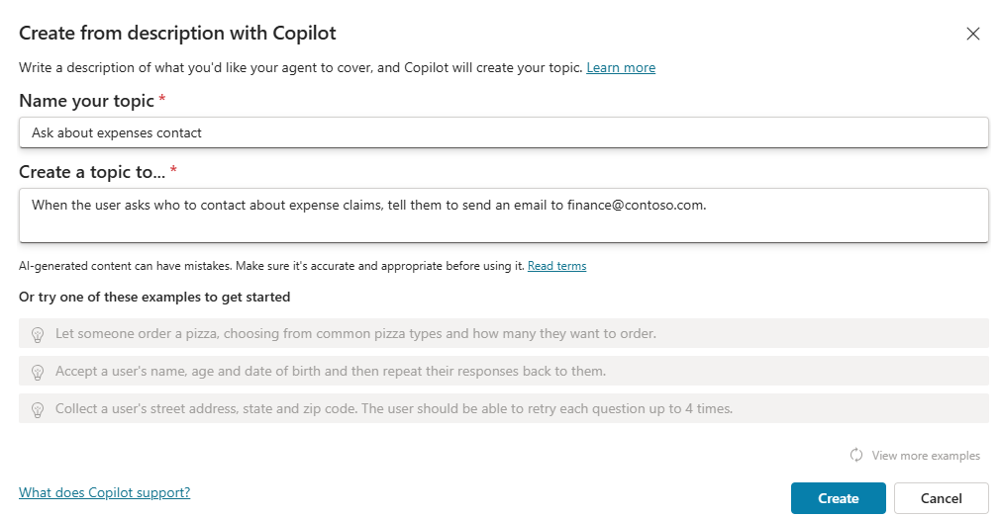 Create from description with Copilot
Write a description of what you'd like your agent to cover, and Copilot will create your topic. Learn more
Name your topic *
Ask about expenses contact
Create a topic to... *
When the user asks who to contact about expense claims, tell them to send an email to finance@contoso.com.
AI-generated content can have mistakes. Make sure it's accurate and appropriate before using it. Read terms
Or try one of these examples to get started
Let someone order a pizza, choosing from common pizza types and how many they want to order.
Accept a user's name, age and date of birth and then repeat their responses back to them.
Collect a user's street address, state and zip code. The user should be able to retry each question up to 4 times.
View more examples
What does Copilot support?
Create
Cancel